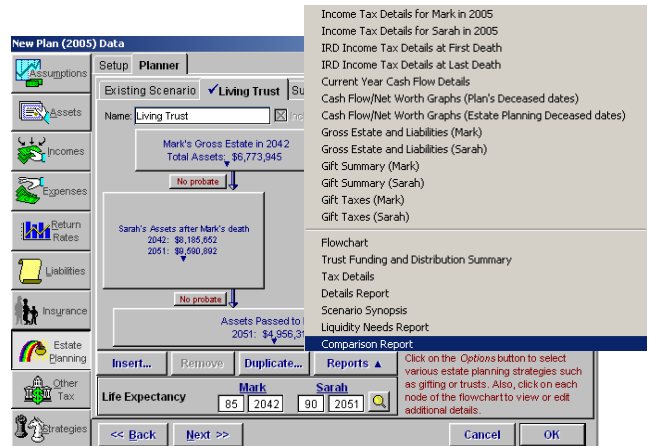 Income Tax Details for Mark in 2005
Income Tax Details for Sarah in 2005
IRD Income Tax Details at First Death
IRD Income Tax Details at Last Death
Current Year Cash Flow Details
Cash Flow/Net Worth Graphs (Plan's Deceased dates)
Cash Flow/Net Worth Graphs (Estate Planning Deceased dates)
Gross Estate and Liabilities (Mark)
Gross Estate and Liabilities (Sarah)
Gift Summary (Mark)
Gift Summary (Sarah)
Gift Taxes (Mark)
Gift Taxes (Sarah)
Flowchart
Trust Funding and Distribution Summary
Tax Details
Details Report
Scenario Synopsis
Liquidity Needs Report
Comparison Report
New Plan (2005) Data
Assumptions
Assets
Incomes
Expenses
Return
Rates
Liabilities
Insurance
Estate
Planning
Other
Tax
Strategies
Setup Planner
Existing Scenario ✓Living Trust Su
Name: Living Trust
Mark's Gross Estate in 2042
Total Assets: $6,773,945
No probate
Sarah's Assets after Mark's death
2042: $8,185,652
2051: $9,590,892
No probate
Assets Passed to
2051: $4,956,31
Insert... Remove Duplicate... Reports ▲
Life Expectancy
Mark Sarah
85 2042 90 2051
Click on the Options button to select
various estate planning strategies such
as gifting or trusts. Also, click on each
node of the flowchart to view or edit
additional details.
<< Back Next >> Cancel OK